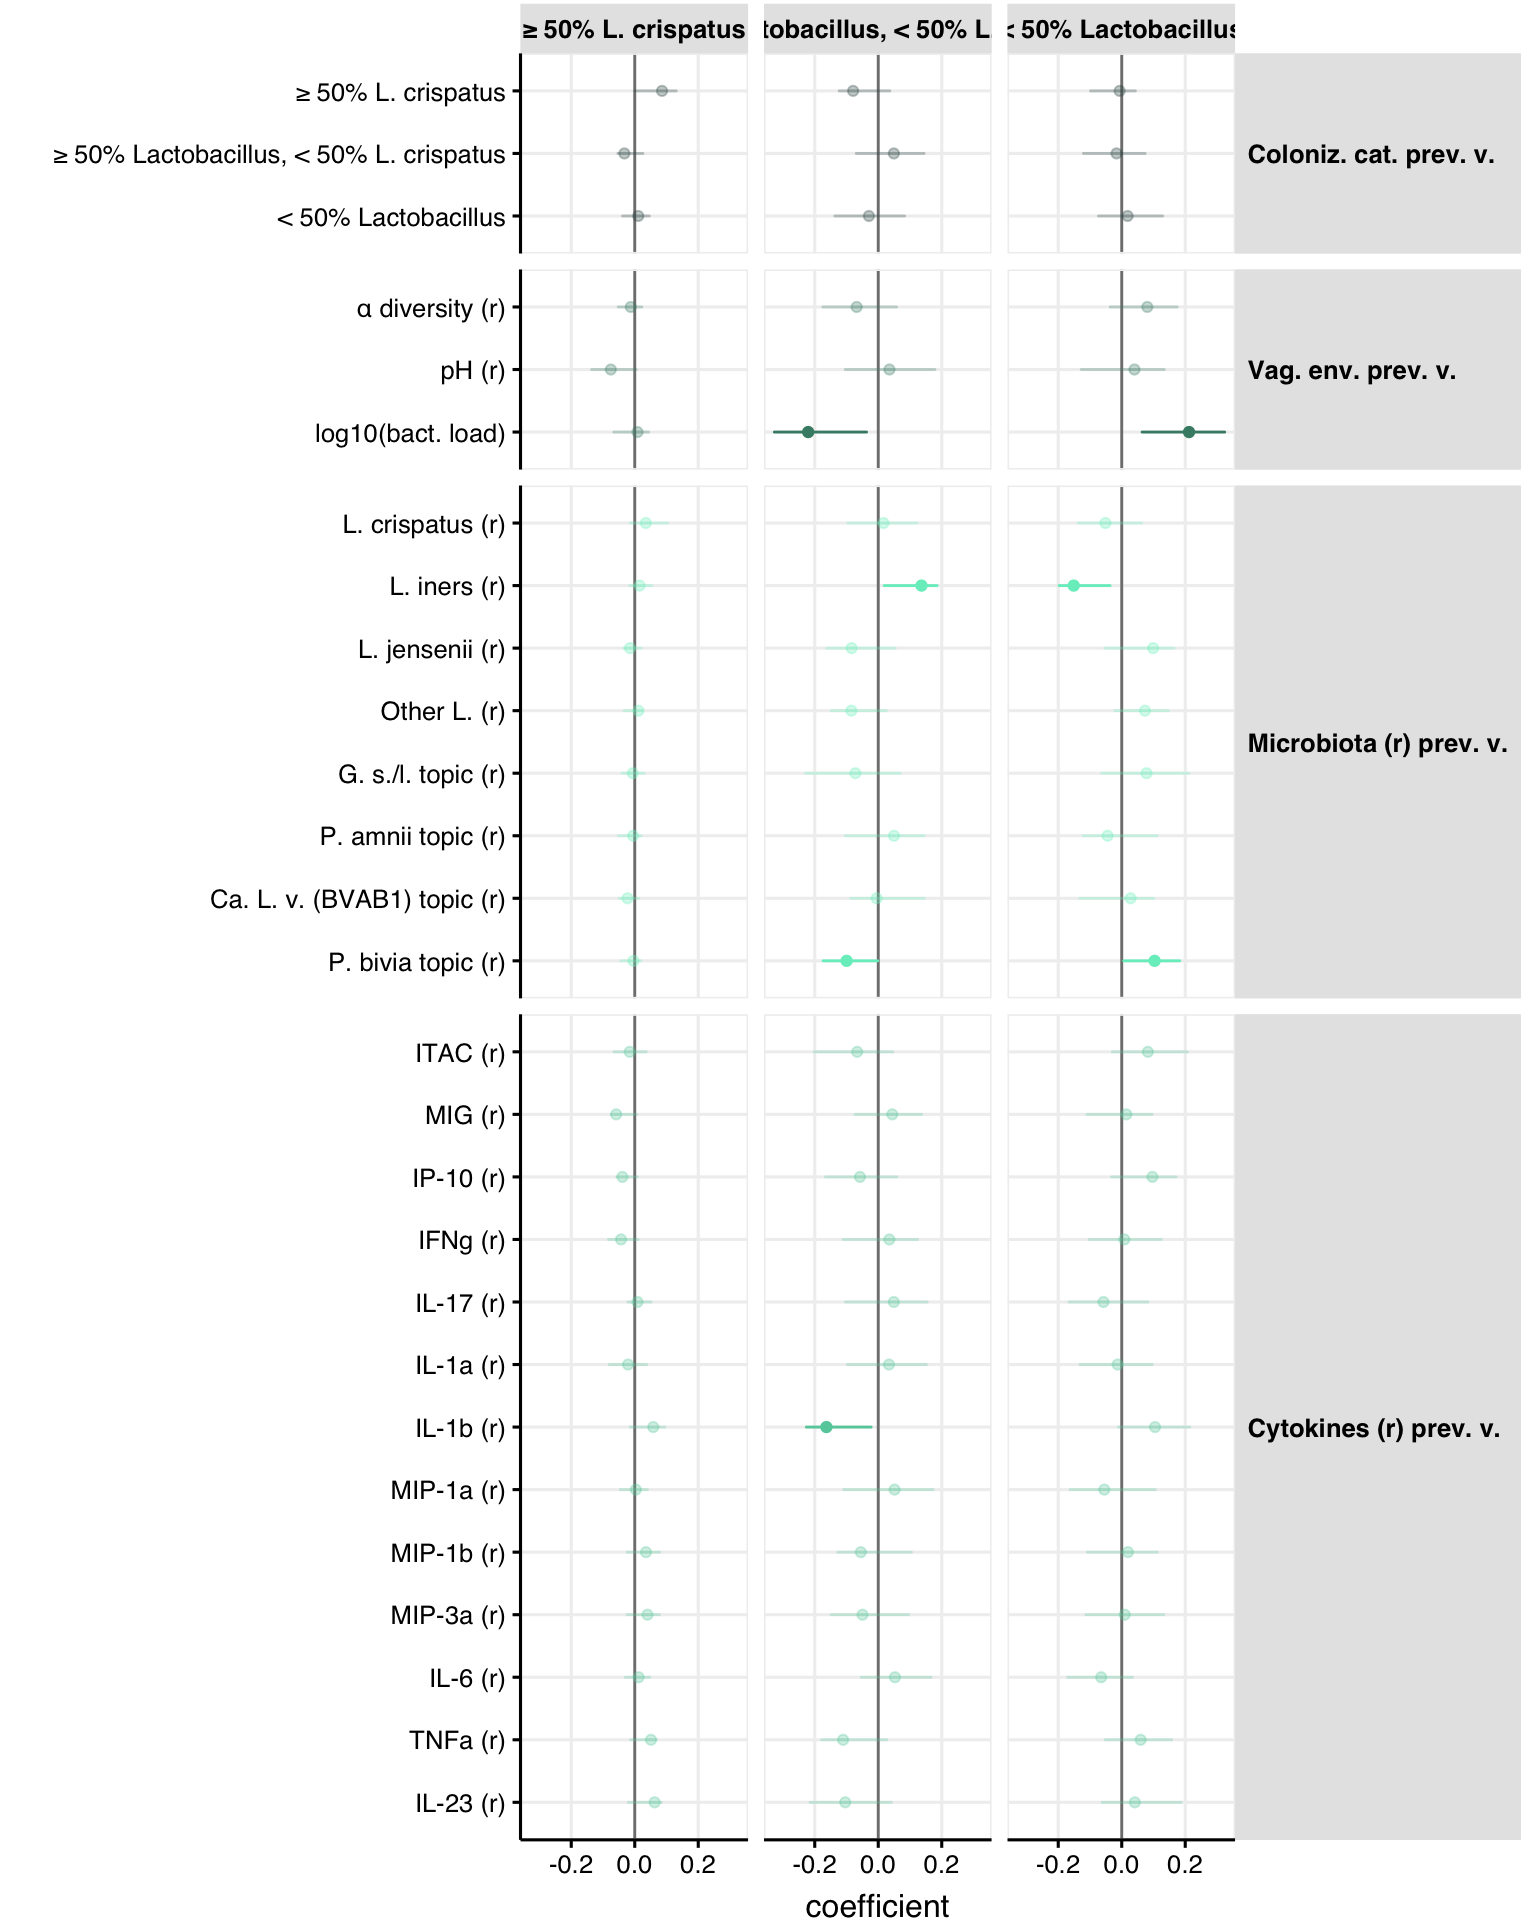 ≥ 50% L. crispatus
tobacillus, < 50% L.
< 50% Lactobacillus
≥ 50% L. crispatus
≥ 50% Lactobacillus, < 50% L. crispatus
< 50% Lactobacillus
Coloniz. cat. prev. v.
α diversity (r)
pH (r)
log10(bact. load)
Vag. env. prev. v.
L. crispatus (r)
L. iners (r)
L. jensenii (r)
Other L. (r)
G. s./l. topic (r)
P. amnii topic (r)
Ca. L. v. (BVAB1) topic (r)
P. bivia topic (r)
Microbiota (r) prev. v.
ITAC (r)
MIG (r)
IP-10 (r)
IFNg (r)
IL-17 (r)
IL-1a (r)
IL-1b (r)
MIP-1a (r)
MIP-1b (r)
MIP-3a (r)
IL-6 (r)
TNFa (r)
IL-23 (r)
Cytokines (r) prev. v.
-0.2 0.0 0.2
-0.2 0.0 0.2
-0.2 0.0 0.2
coefficient